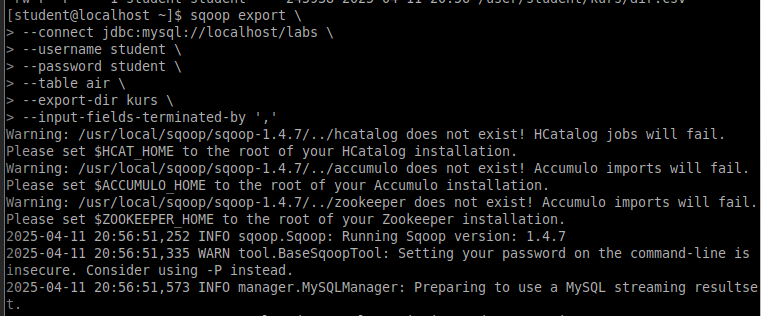 [student@localhost ~]$ sqoop export \
> --connect jdbc:mysql://localhost/labs \
> --username student \
> --password student \
> --table air \
> --export-dir kurs \
> --input-fields-terminated-by ','
Warning: /usr/local/sqoop/sqoop-1.4.7/../hcatalog does not exist! HCatalog jobs will fail.
Please set $HCAT_HOME to the root of your HCatalog installation.
Warning: /usr/local/sqoop/sqoop-1.4.7/../accumulo does not exist! Accumulo imports will fail.
Please set $ACCUMULO_HOME to the root of your Accumulo installation.
Warning: /usr/local/sqoop/sqoop-1.4.7/../zookeeper does not exist! Accumulo imports will fail.
Please set $ZOOKEEPER_HOME to the root of your Zookeeper installation.
2025-04-11 20:56:51,252 INFO sqoop.Sqoop: Running Sqoop version: 1.4.7
2025-04-11 20:56:51,335 WARN tool.BaseSqoopTool: Setting your password on the command-line is
insecure. Consider using -P instead.
2025-04-11 20:56:51,573 INFO manager.MySQLManager: Preparing to use a MySQL streaming resultse
t.